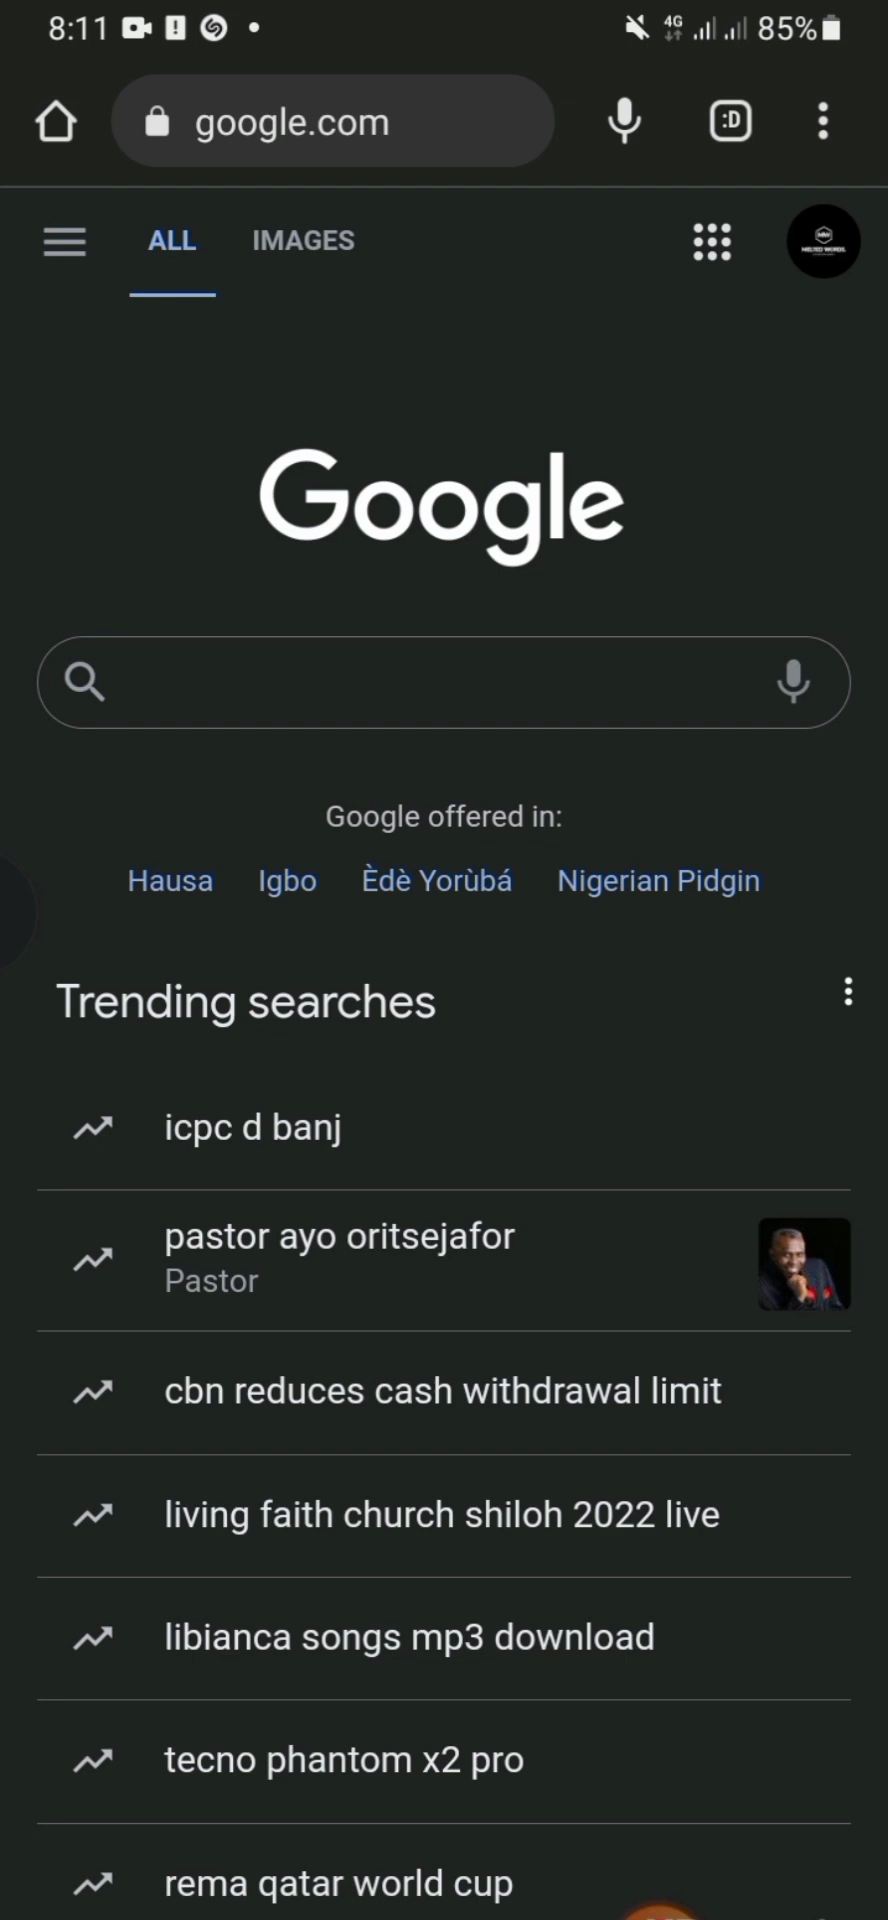 8:11 4G 85%
google.com :D
ALL IMAGES
Google
Google offered in:
Hausa Igbo Èdè Yorùbá Nigerian Pidgin
Trending searches
icpc d banj
pastor ayo oritsejafor
Pastor
cbn reduces cash withdrawal limit
living faith church shiloh 2022 live
libianca songs mp3 download
tecno phantom x2 pro
rema qatar world cup